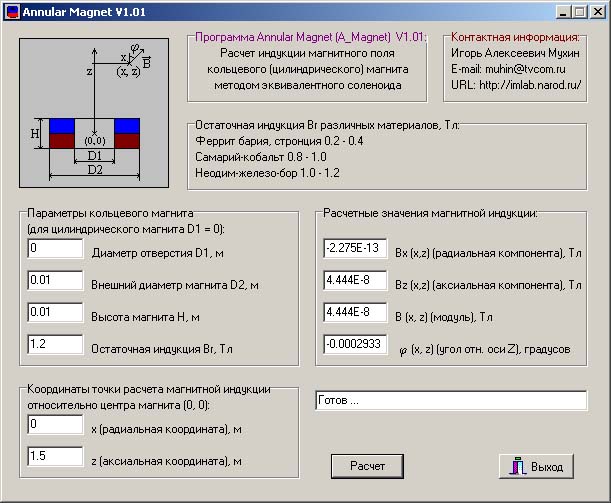 Annular Magnet V1.01
x
φ
B
z
(x, z)
H
(0,0)
D1
D2
Программа Annular Magnet (A_Magnet) V1.01:
Расчет индукции магнитного поля
кольцевого (цилиндрического) магнита
методом эквивалентного соленоида
Контактная информация:
Игорь Алексеевич Мухин
E-mail: muhin@tvcom.ru
URL: http://imlab.narod.ru/
Остаточная индукция Br различных материалов, Тл:
Феррит бария, стронция 0.2 - 0.4
Самарий-кобальт 0.8 - 1.0
Неодим-железо-бор 1.0 - 1.2
Параметры кольцевого магнита
(для цилиндрического магнита D1 = 0):
0 Диаметр отверстия D1, м
0.01 Внешний диаметр магнита D2, м
0.01 Высота магнита H, м
1.2 Остаточная индукция Br, Тл
Расчетные значения магнитной индукции:
-2.275E-13 Bx (x,z) (радиальная компонента), Тл
4.444E-8 Bz (x,z) (аксиальная компонента), Тл
4.444E-8 B (x, z) (модуль), Тл
-0.0002933 φ (x, z) (угол отн. оси Z), градусов
Координаты точки расчета магнитной индукции
относительно центра магнита (0, 0):
0 x (радиальная координата), м
1.5 z (аксиальная координата), м
Готов ...
Расчет
Выход